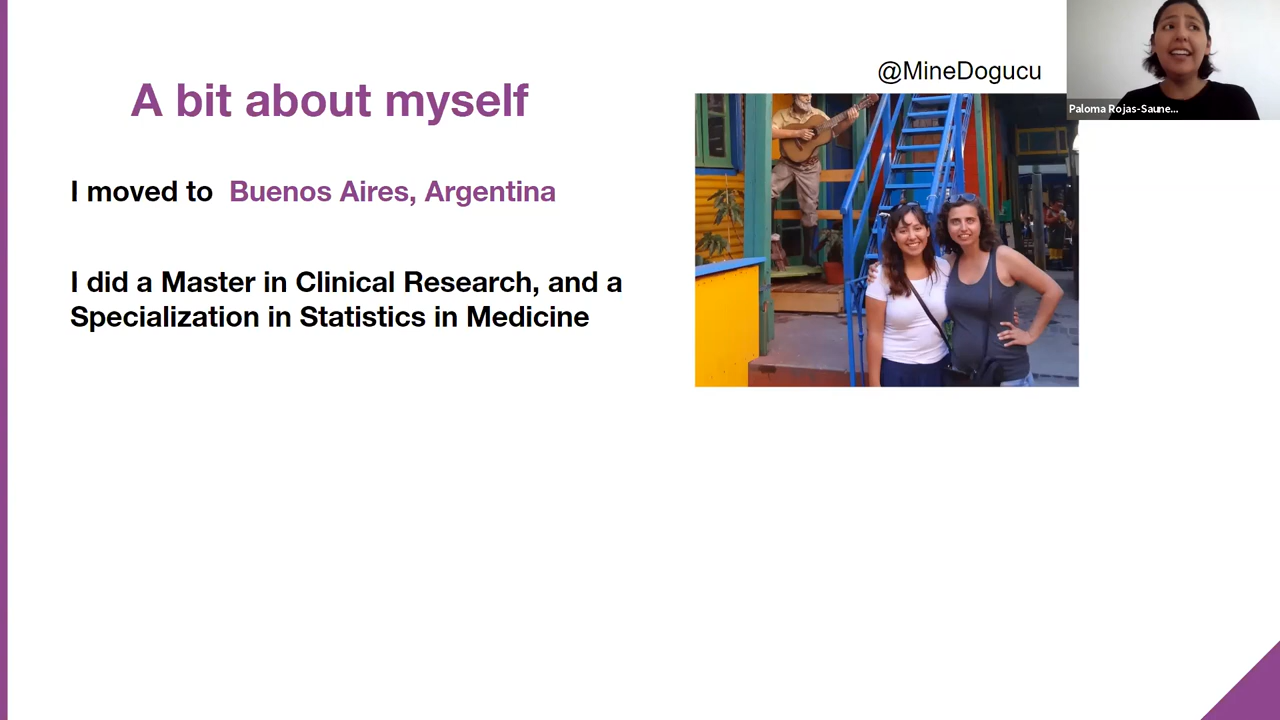 A bit about myself
@MineDogucu
Paloma Rojas-Saune...
I moved to Buenos Aires, Argentina
I did a Master in Clinical Research, and a
Specialization in Statistics in Medicine